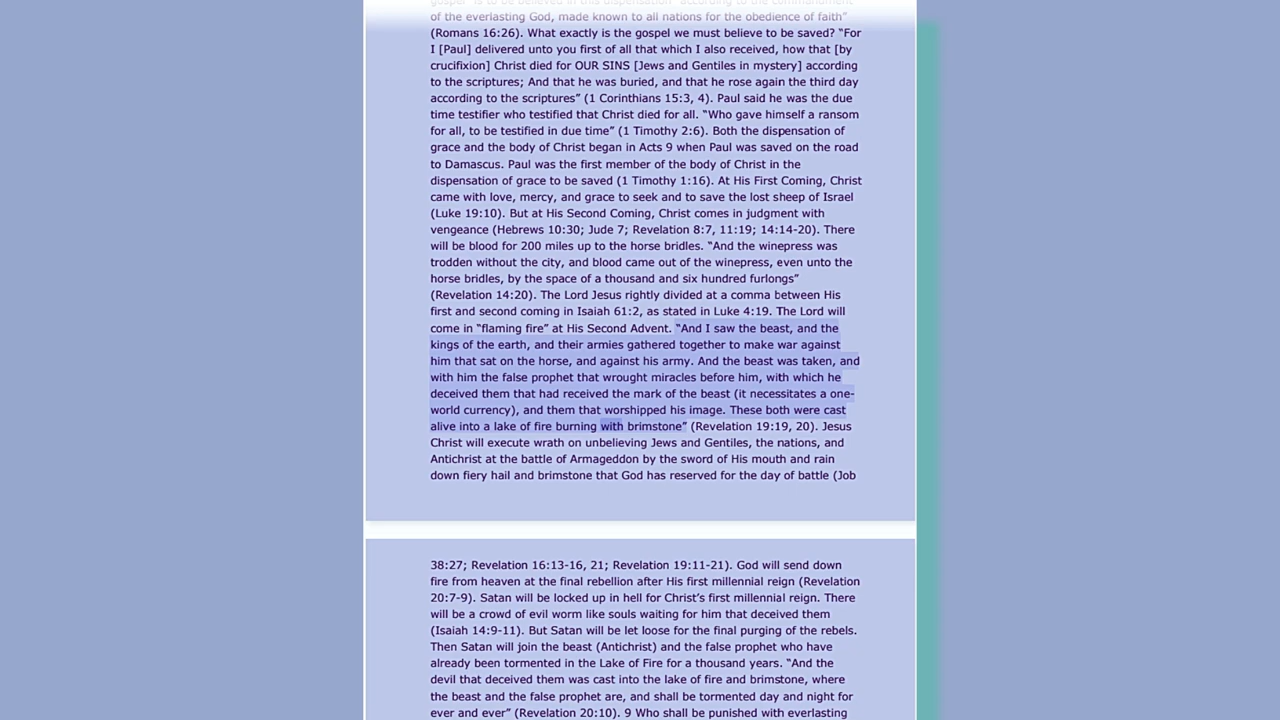 gospel" is to be believed in this dispensation "according to the commandment
of the everlasting God, made known to all nations for the obedience of faith"
(Romans 16:26). What exactly is the gospel we must believe to be saved? “For
I [Paul] delivered unto you first of all that which I also received, how that [by
crucifixion] Christ died for OUR SINS [Jews and Gentiles in mystery] according
to the scriptures; And that he was buried, and that he rose again the third day
according to the scriptures” (1 Corinthians 15:3, 4). Paul said he was the due
time testifier who testified that Christ died for all. “Who gave himself a ransom
for all, to be testified in due time” (1 Timothy 2:6). Both the dispensation of
grace and the body of Christ began in Acts 9 when Paul was saved on the road
to Damascus. Paul was the first member of the body of Christ in the
dispensation of grace to be saved (1 Timothy 1:16). At His First Coming, Christ
came with love, mercy, and grace to seek and to save the lost sheep of Israel
(Luke 19:10). But at His Second Coming, Christ comes in judgment with
vengeance (Hebrews 10:30; Jude 7; Revelation 8:7, 11:19; 14:14-20). There
will be blood for 200 miles up to the horse bridles. “And the winepress was
trodden without the city, and blood came out of the winepress, even unto the
horse bridles, by the space of a thousand and six hundred furlongs”
(Revelation 14:20). The Lord Jesus rightly divided at a comma between His
first and second coming in Isaiah 61:2, as stated in Luke 4:19. The Lord will
come in “flaming fire” at His Second Advent. “And I saw the beast, and the
kings of the earth, and their armies gathered together to make war against
him that sat on the horse, and against his army. And the beast was taken, and
with him the false prophet that wrought miracles before him, with which he
deceived them that had received the mark of the beast (it necessitates a one-
world currency), and them that worshipped his image. These both were cast
alive into a lake of fire burning with brimstone” (Revelation 19:19, 20). Jesus
Christ will execute wrath on unbelieving Jews and Gentiles, the nations, and
Antichrist at the battle of Armageddon by the sword of His mouth and rain
down fiery hail and brimstone that God has reserved for the day of battle (Job
38:27; Revelation 16:13-16, 21; Revelation 19:11-21). God will send down
fire from heaven at the final rebellion after His first millennial reign (Revelation
20:7-9). Satan will be locked up in hell for Christ’s first millennial reign. There
will be a crowd of evil worm like souls waiting for him that deceived them
(Isaiah 14:9-11). But Satan will be let loose for the final purging of the rebels.
Then Satan will join the beast (Antichrist) and the false prophet who have
already been tormented in the Lake of Fire for a thousand years. “And the
devil that deceived them was cast into the lake of fire and brimstone, where
the beast and the false prophet are, and shall be tormented day and night for
ever and ever” (Revelation 20:10). 9 Who shall be punished with everlasting